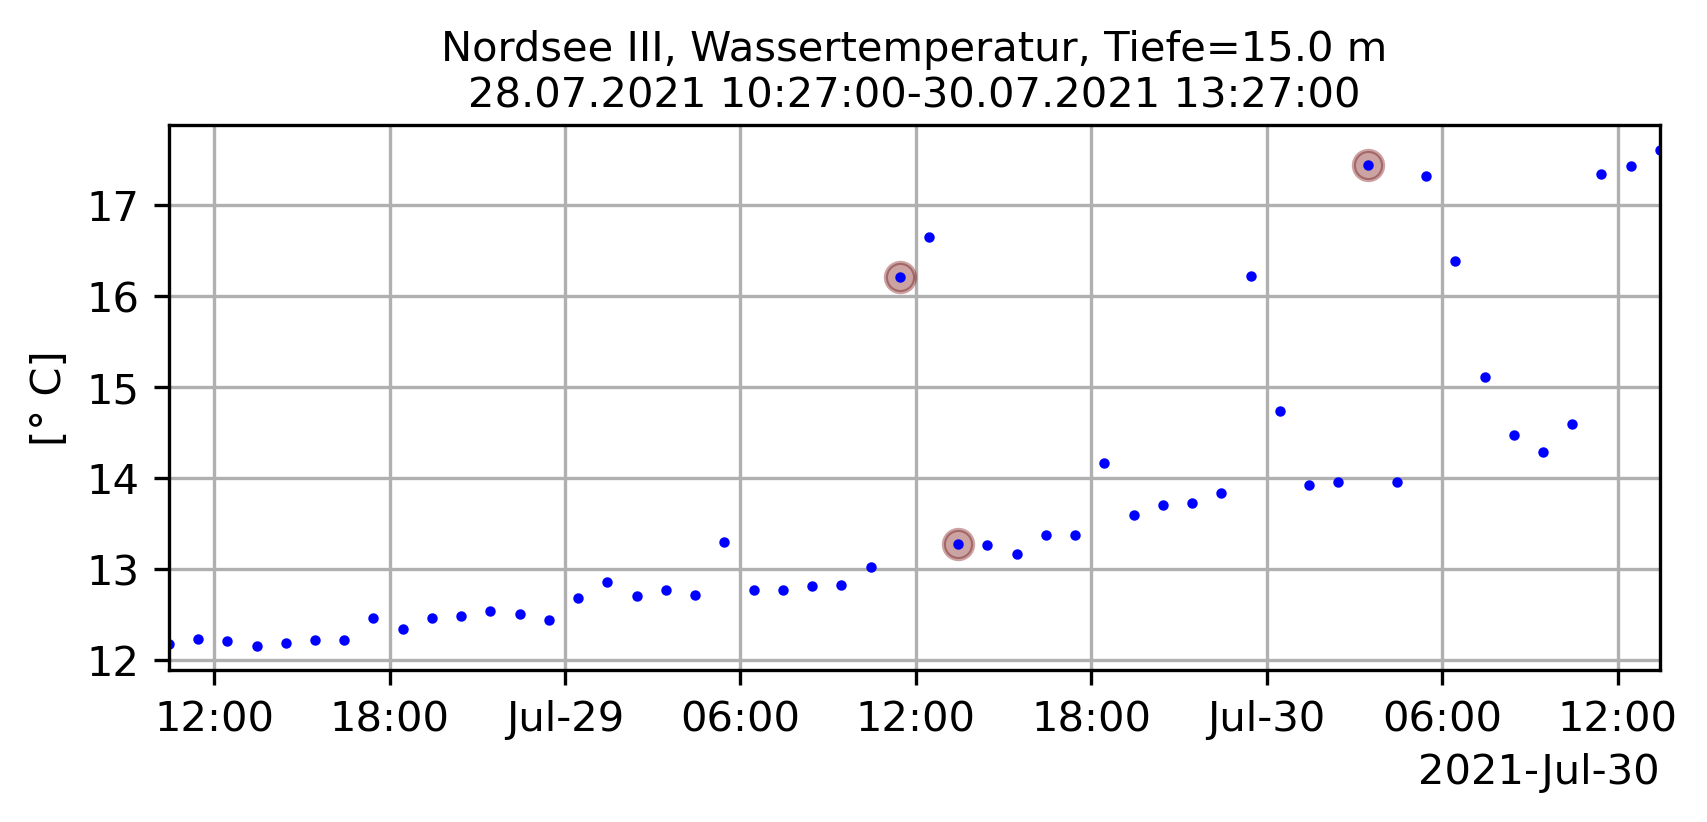 Nordsee III, Wassertemperatur, Tiefe=15.0 m
28.07.2021 10:27:00-30.07.2021 13:27:00
[° C]
17
16
15
14
13
12
12:00 18:00 Jul-29 06:00 12:00 18:00 Jul-30 06:00 12:00
2021-Jul-30